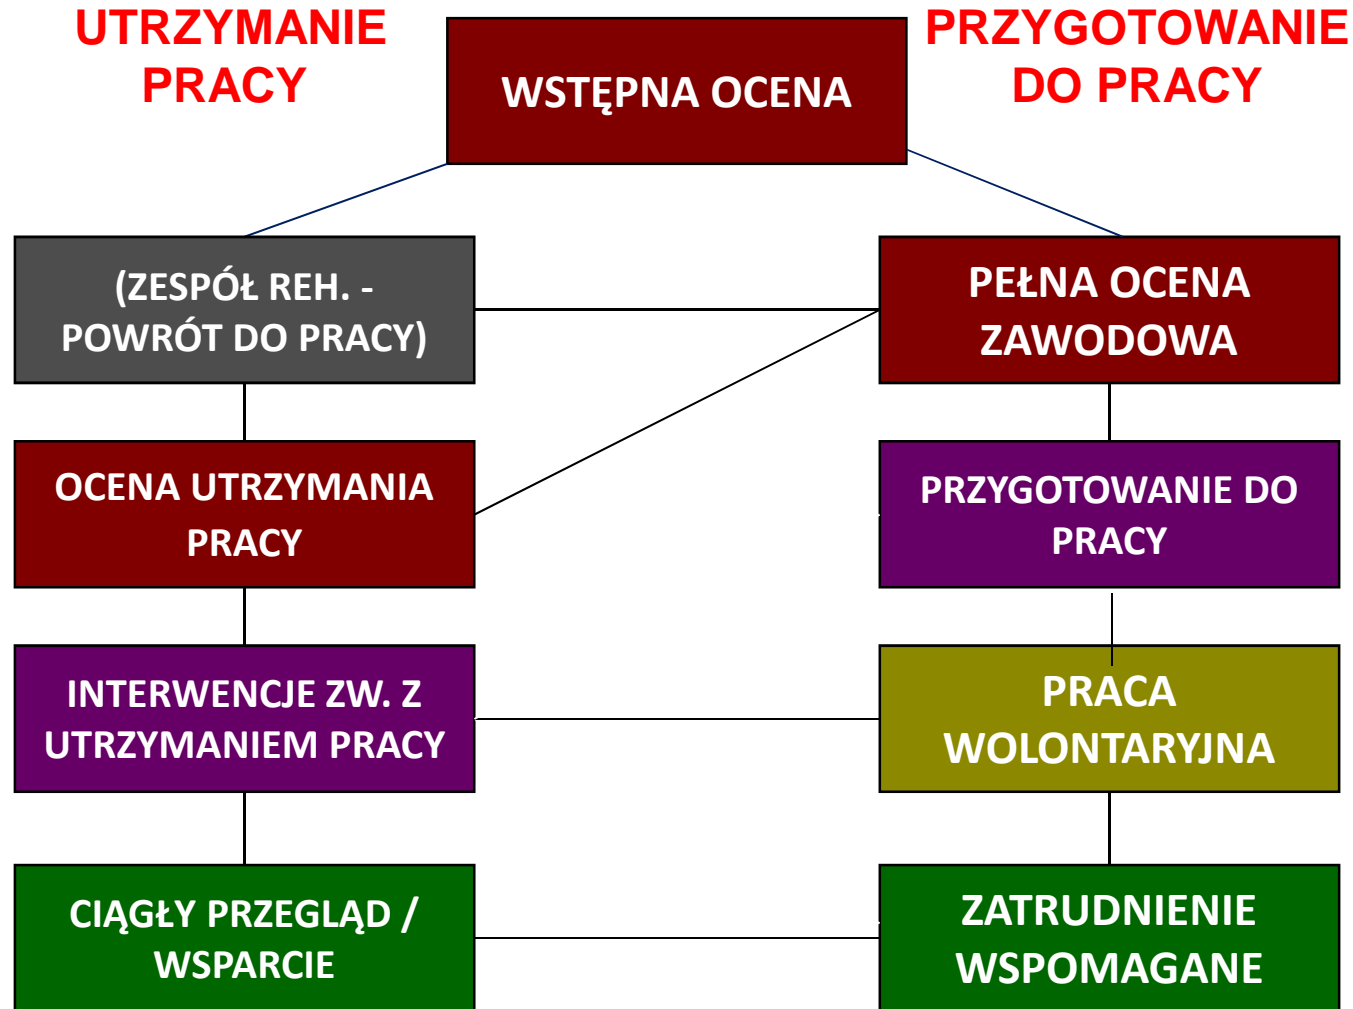 UTRZYMANIE
PRACY
WSTĘPNA OCENA
PRZYGOTOWANIE
DO PRACY
(ZESPÓŁ REH. -
POWRÓT DO PRACY)
PEŁNA OCENA
ZAWODOWA
OCENA UTRZYMANIA
PRACY
PRZYGOTOWANIE DO
PRACY
INTERWENCJE ZW. Z
UTRZYMANIEM PRACY
PRACA
WOLONTARYJNA
CIĄGŁY PRZEGLĄD /
WSPARCIE
ZATRUDNIENIE
WSPOMAGANE